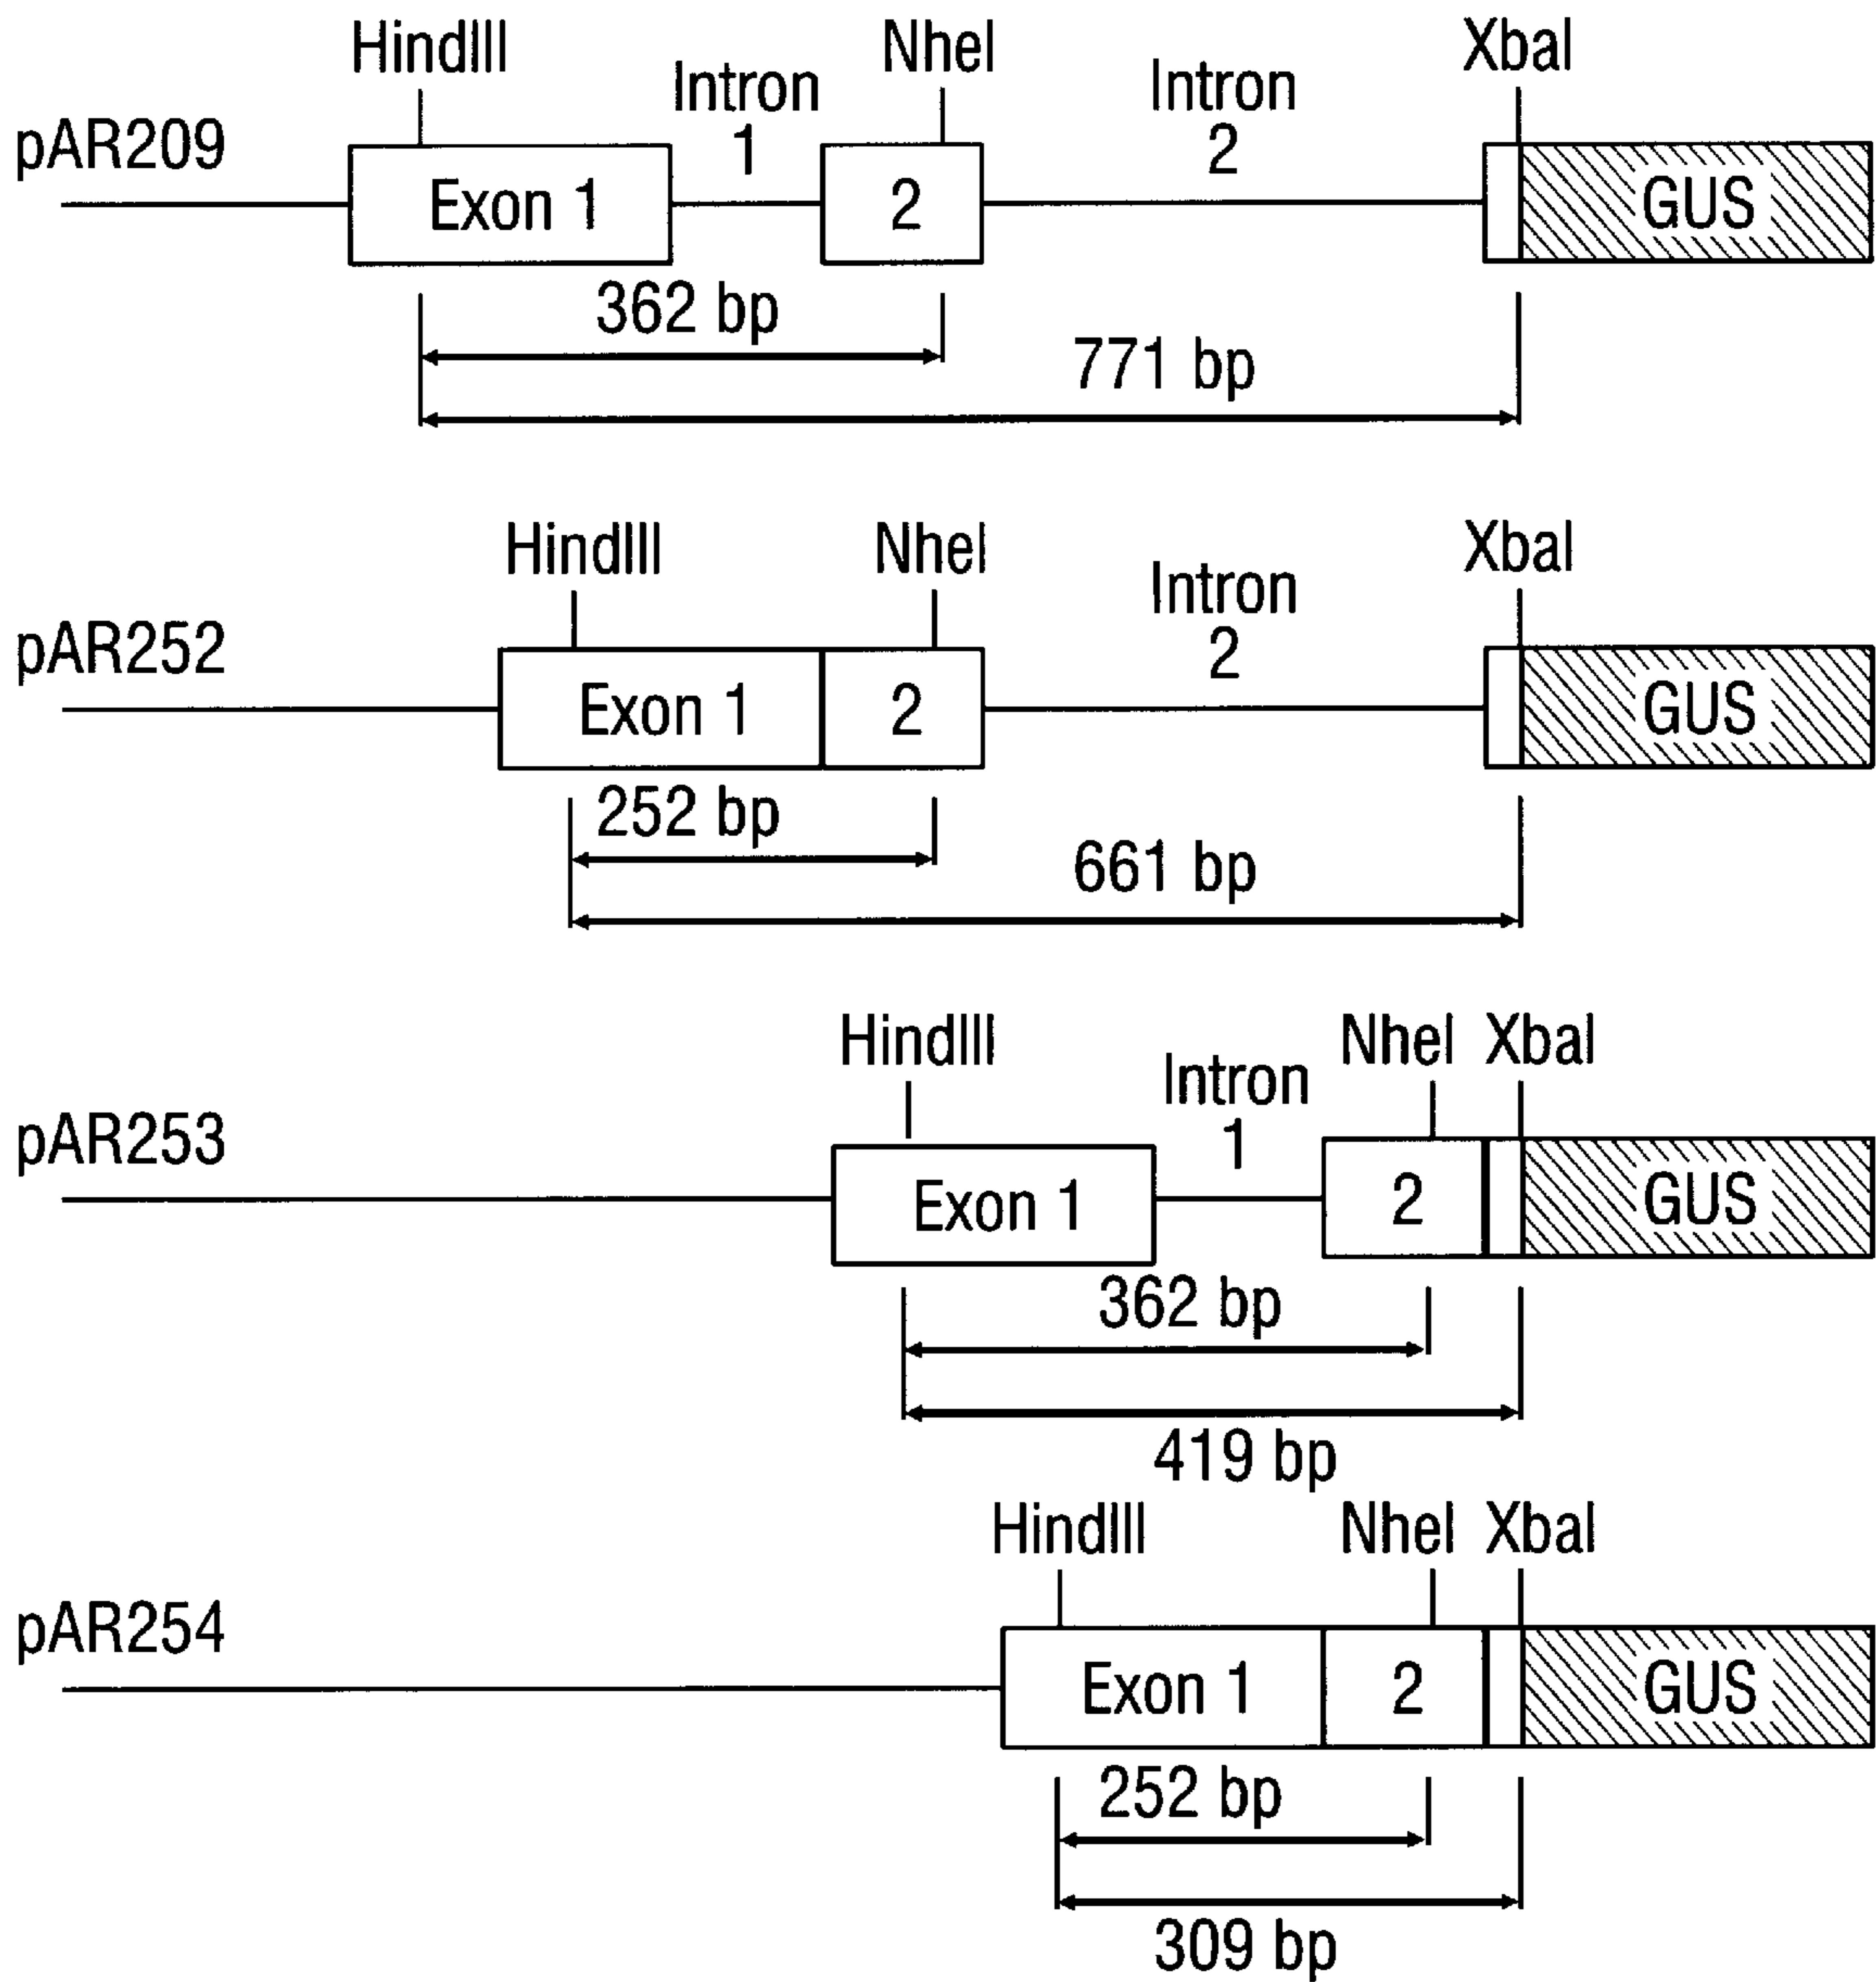 HindIII NheI XbaI
Intron Intron
pAR209 1 2
Exon 1 2 GUS
362 bp
771 bp
HindIII NheI XbaI
Intron
pAR252 2
Exon 1 2 GUS
252 bp
661 bp
HindIII NheI XbaI
Intron
pAR253 1
Exon 1 2 GUS
362 bp
419 bp
HindIII NheI XbaI
pAR254
Exon 1 2 GUS
252 bp
309 bp